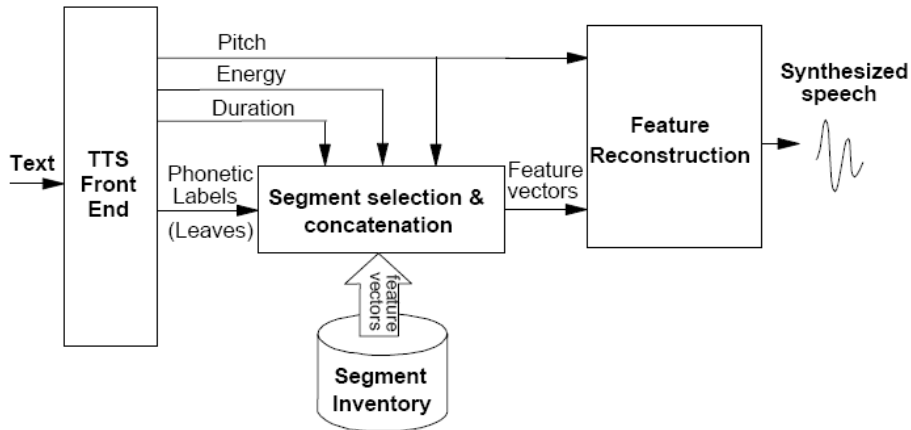 Pitch
Energy
Duration
Text
TTS
Front
End
Phonetic
Labels
(Leaves)
Segment selection &
concatenation
Feature
vectors
Feature
Reconstruction
Synthesized
speech
feature
vectors
Segment
Inventory